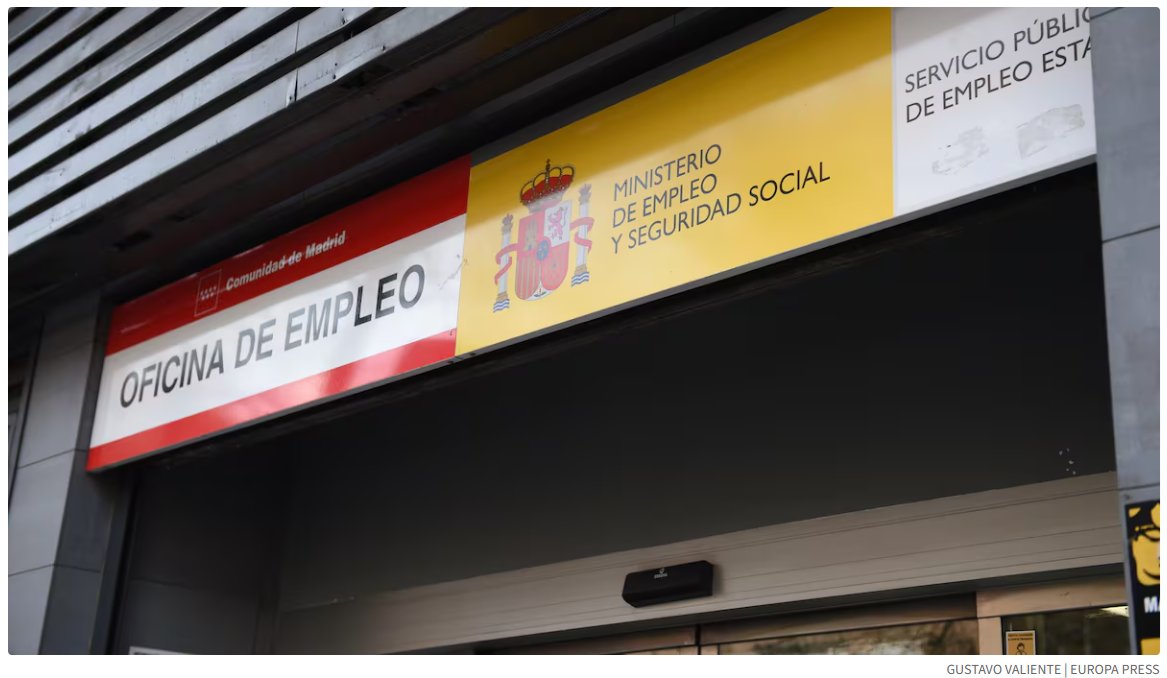 Comunidad de Madrid
OFICINA DE EMPLEO
MINISTERIO
DE EMPLEO
Y SEGURIDAD SOCIAL
SERVICIO PÚBLIC
DE EMPLEO ESTA
GUSTAVO VALIENTE | EUROPA PRESS